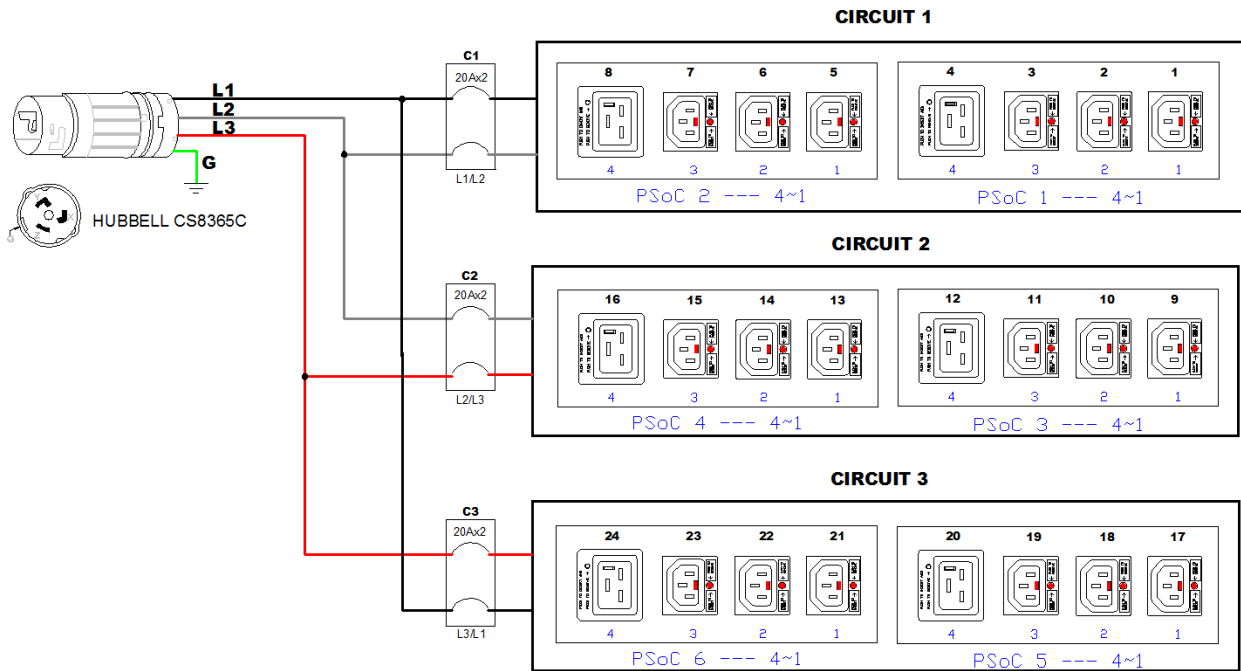 CIRCUIT 1
C1
20Ax2
8 7 6 5 4 3 2 1
L1
L2
L3
G
L1/L2
4 3 2 1 4 3 2 1
PSoC 2 --- 4~1 PSoC 1 --- 4~1
HUBBELL CS8365C
Y
X
Z
G
CIRCUIT 2
C2
20Ax2
16 15 14 13 12 11 10 9
L2/L3
4 3 2 1 4 3 2 1
PSoC 4 --- 4~1 PSoC 3 --- 4~1
CIRCUIT 3
C3
20Ax2
24 23 22 21 20 19 18 17
L3/L1
4 3 2 1 4 3 2 1
PSoC 6 --- 4~1 PSoC 5 --- 4~1